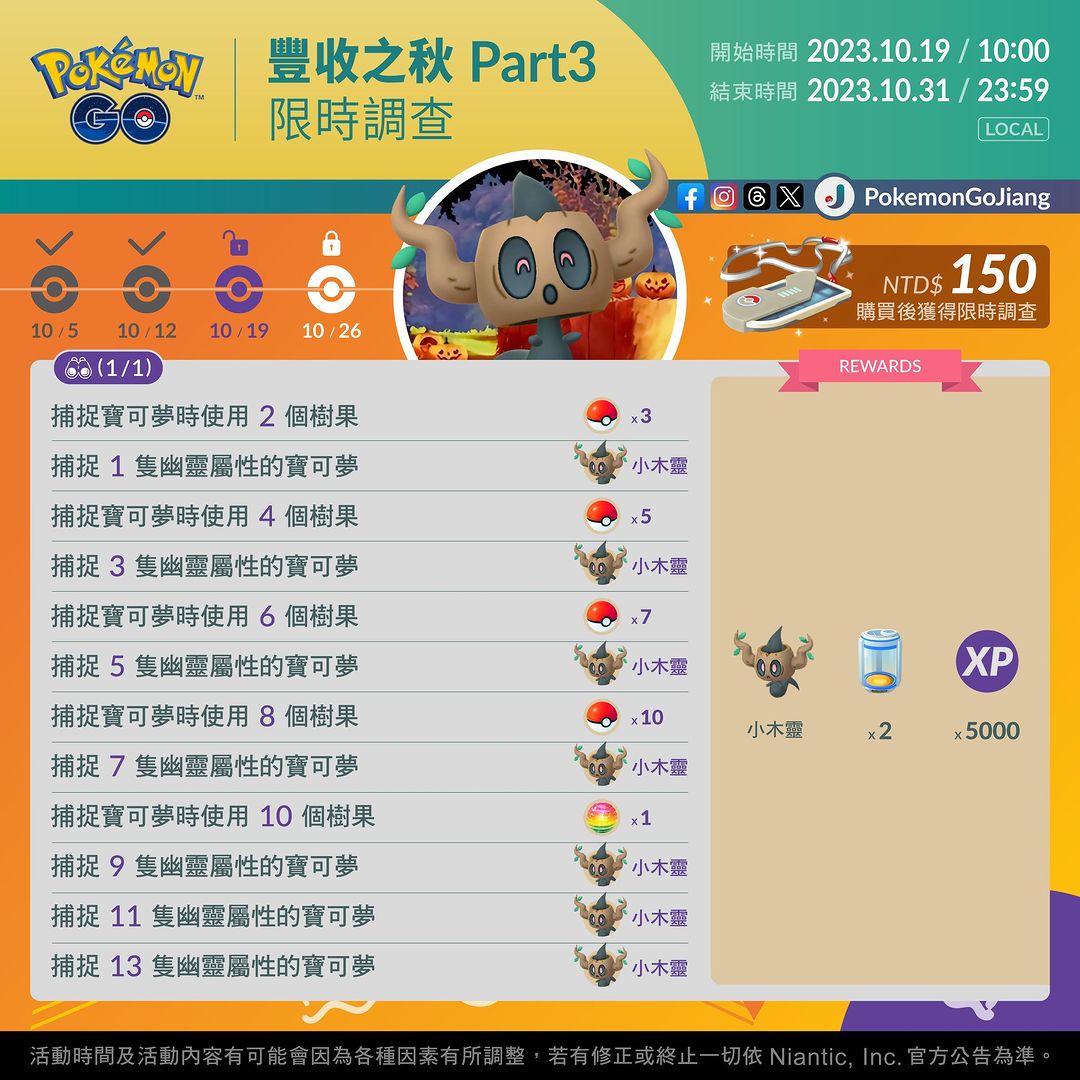 POKÉMON GO TM
豐收之秋 Part3
限時調查
開始時間 2023.10.19 / 10:00
結束時間 2023.10.31 / 23:59
LOCAL
PokemonGoJiang
10 / 5
10 / 12
10 / 19
10 / 26
NTD$ 150
購買後獲得限時調查
(1/1)
REWARDS
捕捉寶可夢時使用 2 個樹果 x3
捕捉 1 隻幽靈屬性的寶可夢 小木靈
捕捉寶可夢時使用 4 個樹果 x5
捕捉 3 隻幽靈屬性的寶可夢 小木靈
捕捉寶可夢時使用 6 個樹果 x7
捕捉 5 隻幽靈屬性的寶可夢 小木靈
捕捉寶可夢時使用 8 個樹果 x10
捕捉 7 隻幽靈屬性的寶可夢 小木靈
捕捉寶可夢時使用 10 個樹果 x1
捕捉 9 隻幽靈屬性的寶可夢 小木靈
捕捉 11 隻幽靈屬性的寶可夢 小木靈
捕捉 13 隻幽靈屬性的寶可夢 小木靈
XP
小木靈 x2 x5000
活動時間及活動內容有可能會因為各種因素有所調整，若有修正或終止一切依 Niantic, Inc. 官方公告為準。